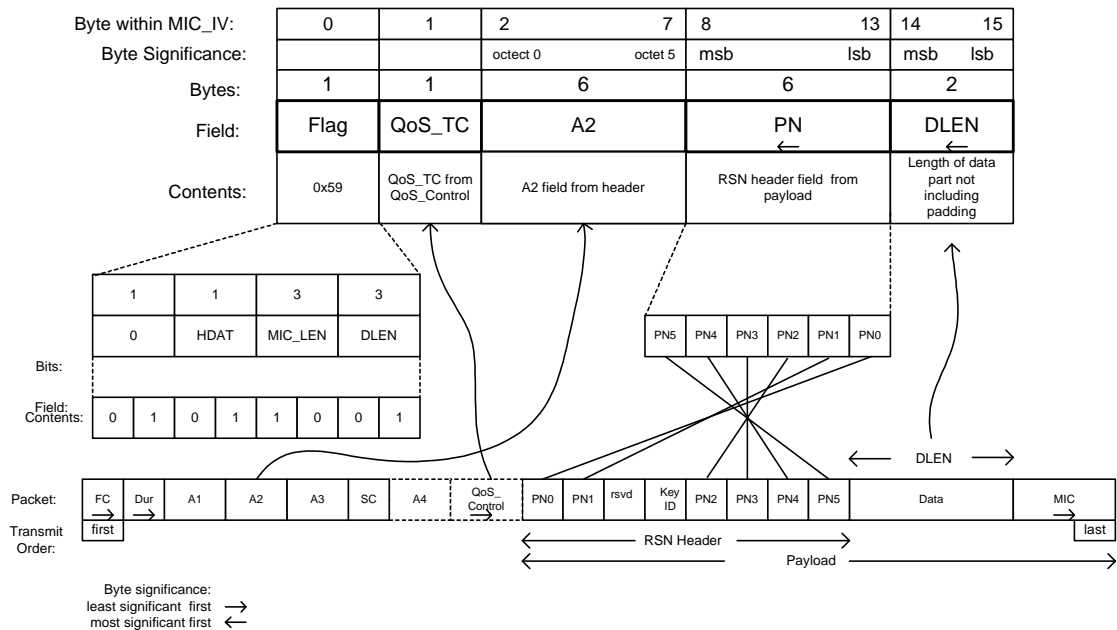 Byte within MIC_IV: 0 1 2 7 8 13 14 15
Byte Significance: octect 0 octet 5 msb lsb msb lsb
Bytes: 1 1 6 6 2
Field: Flag QoS_TC A2 PN DLEN
Contents: 0x59 QoS_TC from QoS_Control A2 field from header RSN header field from payload Length of data part not including padding
1 1 3 3
0 HDAT MIC_LEN DLEN
Bits:
Field:
Contents: 0 1 0 1 1 0 0 1
PN5 PN4 PN3 PN2 PN1 PN0
DLEN
Packet: FC Dur A1 A2 A3 SC A4 QoS_ Control PN0 PN1 rsvd Key ID PN2 PN3 PN4 PN5 Data MIC
Transmit Order: first last
RSN Header
Payload
Byte significance:
least significant first →
most significant first ←